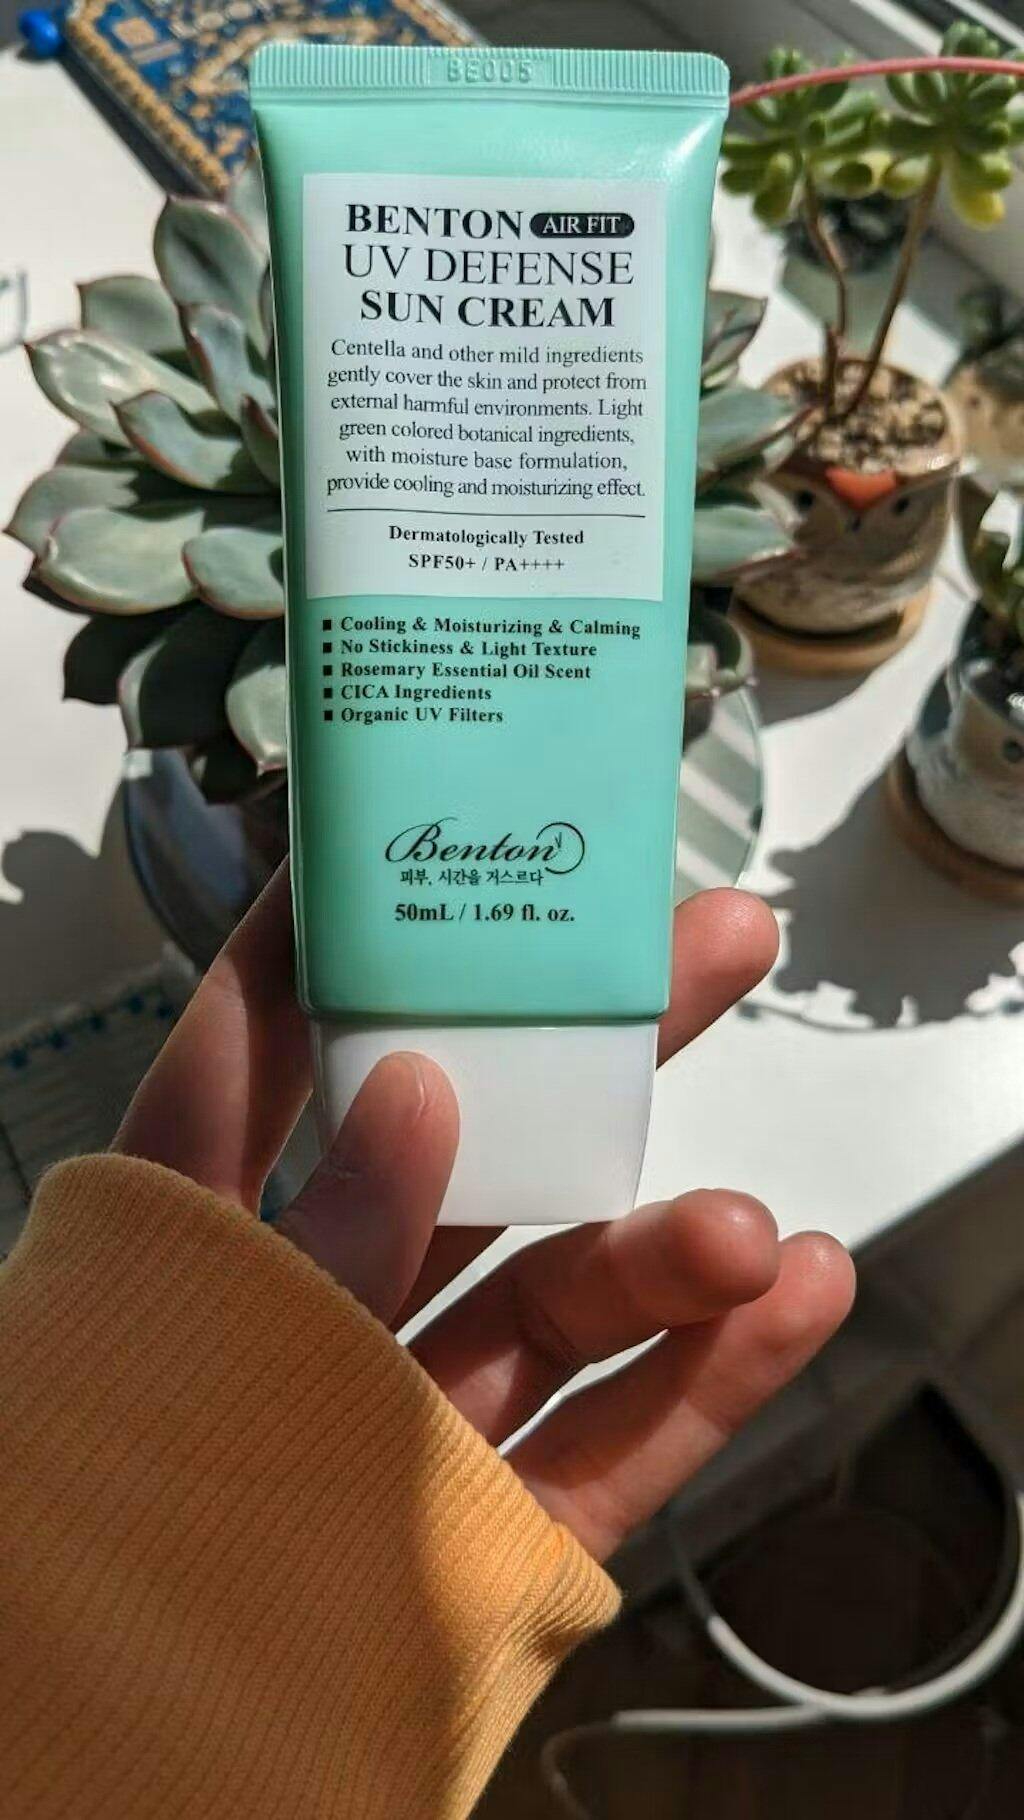 BE005
BENTON AIR FIT
UV DEFENSE
SUN CREAM
Centella and other mild ingredients
gently cover the skin and protect from
external harmful environments. Light
green colored botanical ingredients,
with moisture base formulation,
provide cooling and moisturizing effect.
Dermatologically Tested
SPF50+ / PA++++
■ Cooling & Moisturizing & Calming
■ No Stickiness & Light Texture
■ Rosemary Essential Oil Scent
■ CICA Ingredients
■ Organic UV Filters
Benton
피부, 시간을 거스르다
50mL / 1.69 fl. oz.